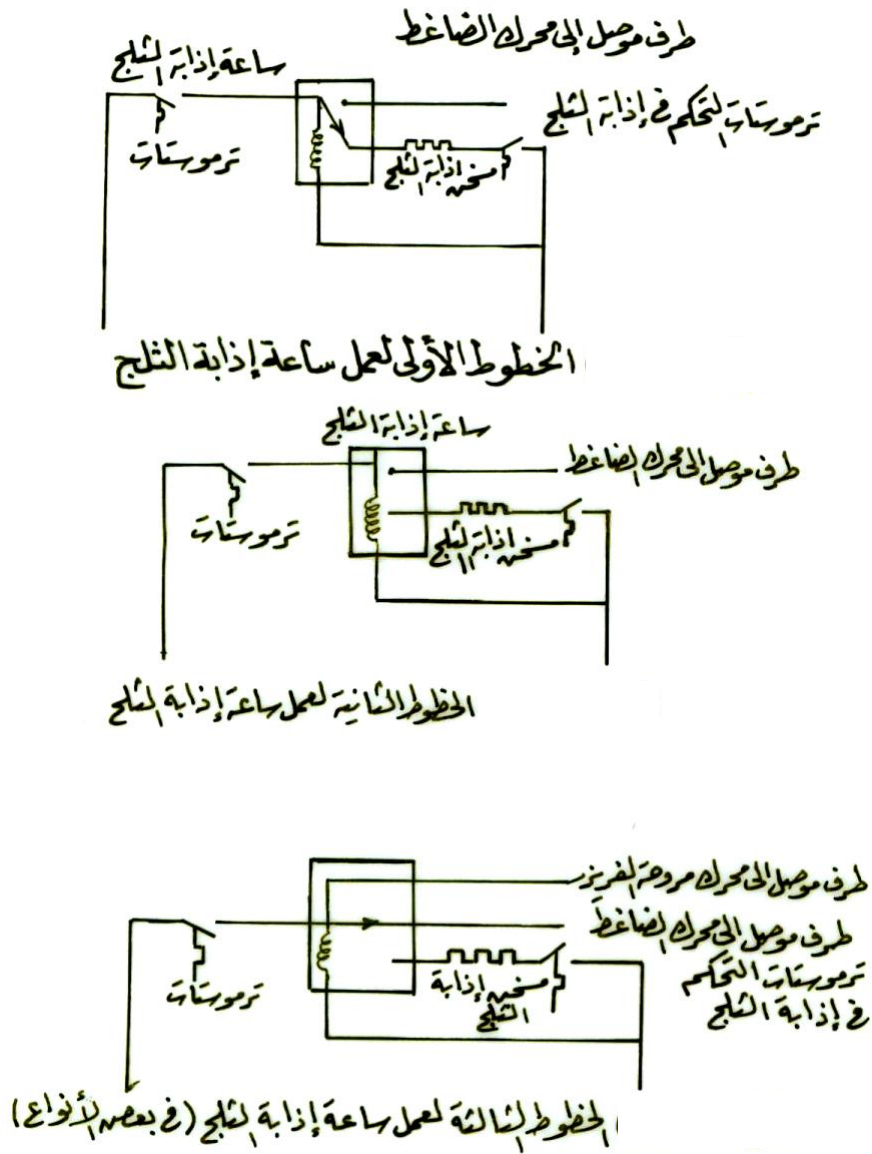 طرف موصل إلى محرك الضاغط
ساعة إذابة الثلج
ترموستات التحكم في إذابة الثلج
ترموستات
مسخن إذابة الثلج
الخطوط الأولى لعمل ساعة إذابة الثلج
ساعة إذابة الثلج
طرف موصل إلى محرك الضاغط
ترموستات
مسخن إذابة الثلج
الخطوط الثانية لعمل ساعة إذابة الثلج
طرف موصل إلى محرك مروحة الفريزر
طرف موصل إلى محرك الضاغط
ترموستات التحكم
في إذابة الثلج
ترموستات
مسخن إذابة
الثلج
الخطوط الثالثة لعمل ساعة إذابة الثلج (في بعض الأنواع)